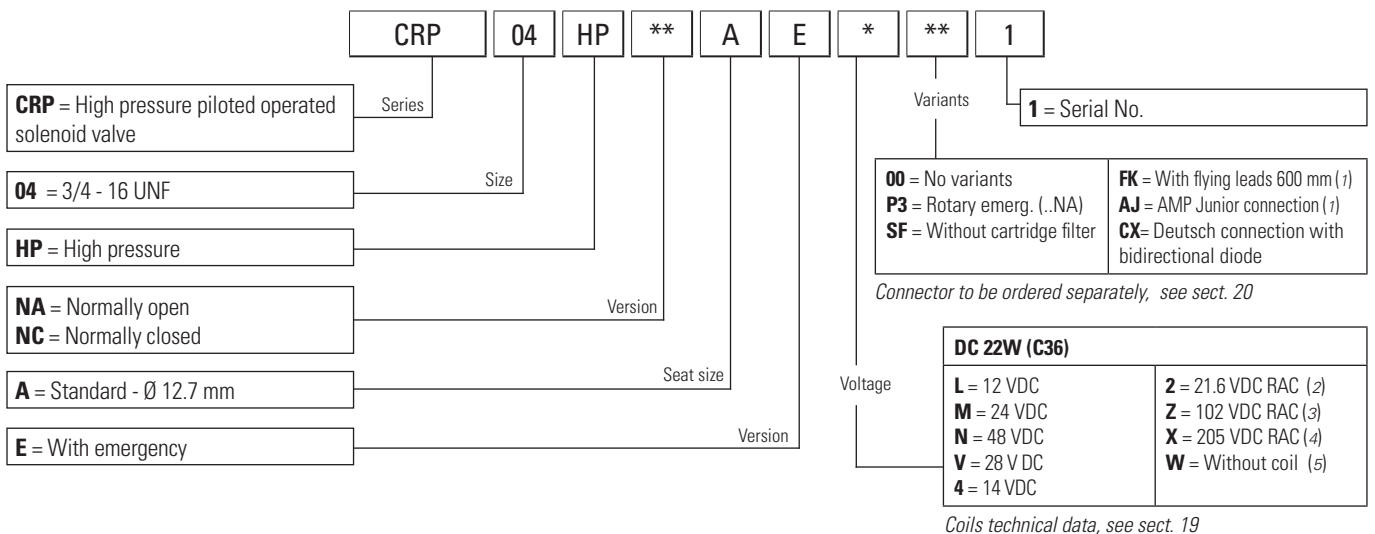 CRP 04 HP ** A E * ** 1
CRP = High pressure piloted operated
solenoid valve
Series
Variants
1 = Serial No.
04 = 3/4 - 16 UNF
Size
00 = No variants
P3 = Rotary emerg. (..NA)
SF = Without cartridge filter
FK = With flying leads 600 mm (1)
AJ = AMP Junior connection (1)
CX= Deutsch connection with
bidirectional diode
HP = High pressure
Connector to be ordered separately, see sect. 20
NA = Normally open
NC = Normally closed
Version
A = Standard - Ø 12.7 mm
Seat size
Voltage
E = With emergency
Version
DC 22W (C36)
L = 12 VDC
M = 24 VDC
N = 48 VDC
V = 28 V DC
4 = 14 VDC
2 = 21.6 VDC RAC (2)
Z = 102 VDC RAC (3)
X = 205 VDC RAC (4)
W = Without coil (5)
Coils technical data, see sect. 19